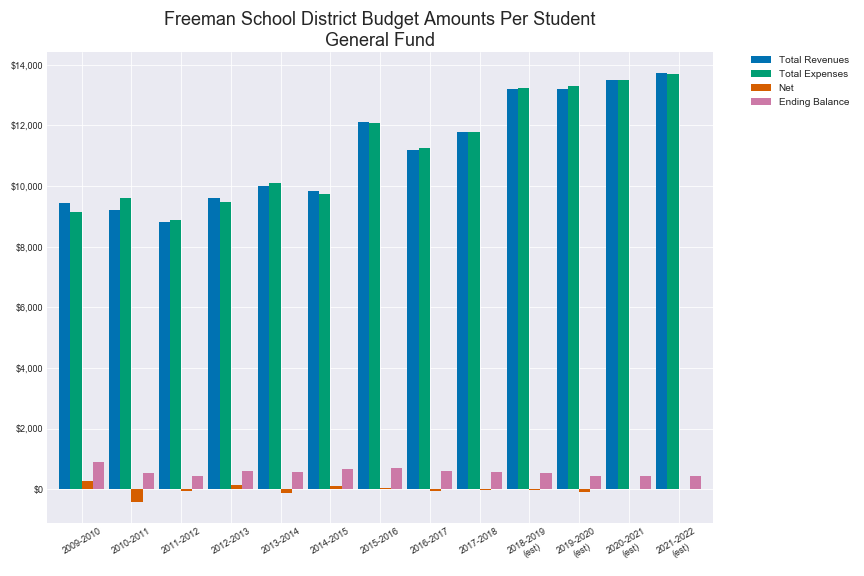 Freeman School District Budget Amounts Per Student
General Fund
Total Revenues
Total Expenses
Net
Ending Balance
$14,000
$12,000
$10,000
$8,000
$6,000
$4,000
$2,000
$0
2009-2010
2010-2011
2011-2012
2012-2013
2013-2014
2014-2015
2015-2016
2016-2017
2017-2018
2018-2019
(est)
2019-2020
(est)
2020-2021
(est)
2021-2022
(est)